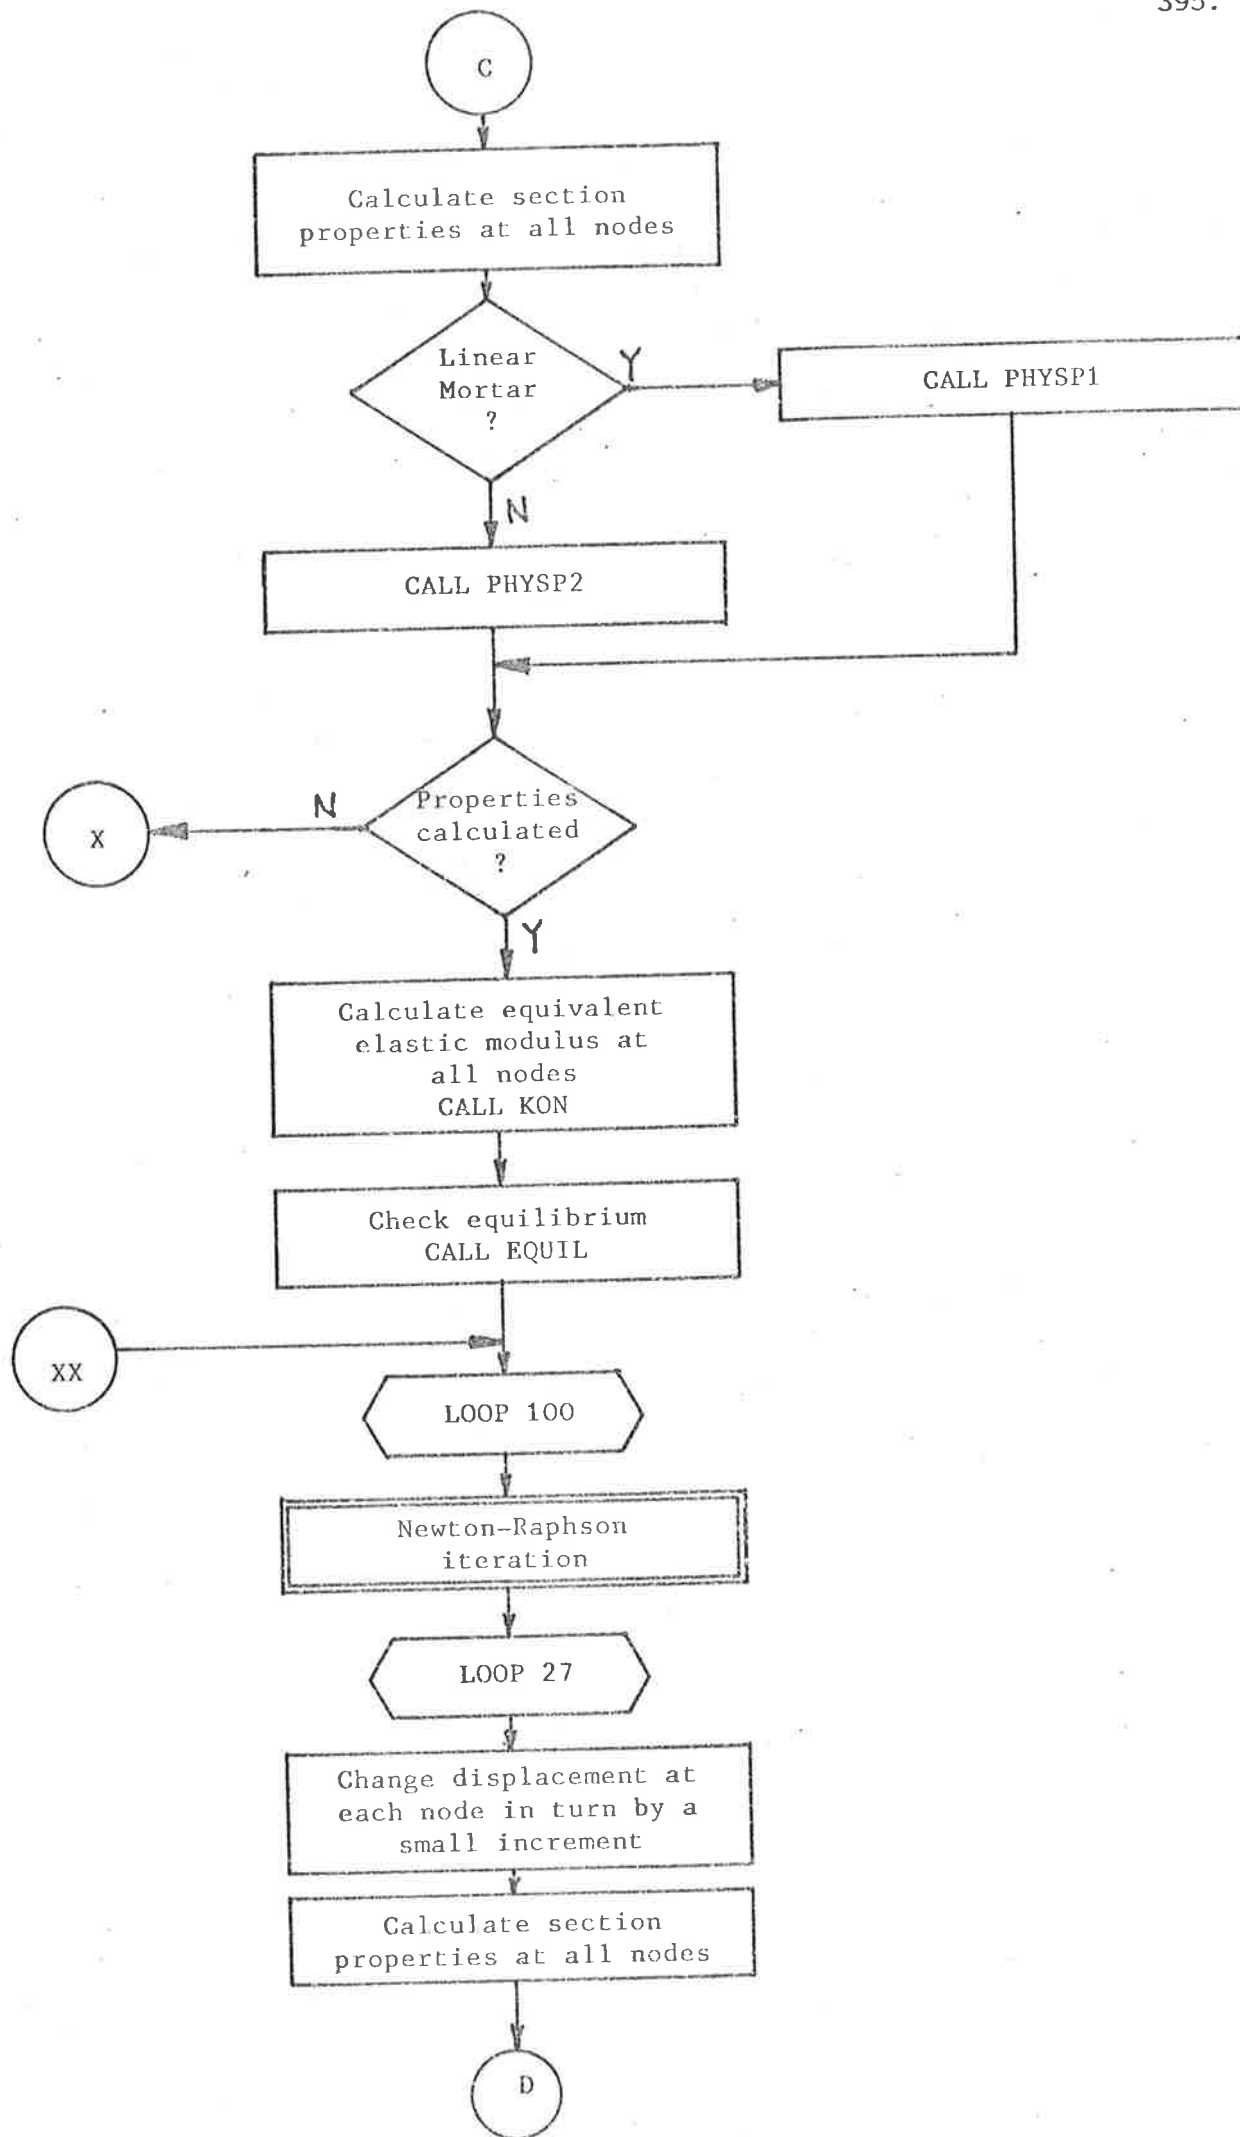 395.
C
Calculate section
properties at all nodes
Linear
Mortar
?
Y
CALL PHYSP1
N
CALL PHYSP2
Properties
calculated
?
N
X
Y
Calculate equivalent
elastic modulus at
all nodes
CALL KON
Check equilibrium
CALL EQUIL
XX
LOOP 100
Newton-Raphson
iteration
LOOP 27
Change displacement at
each node in turn by a
small increment
Calculate section
properties at all nodes
D